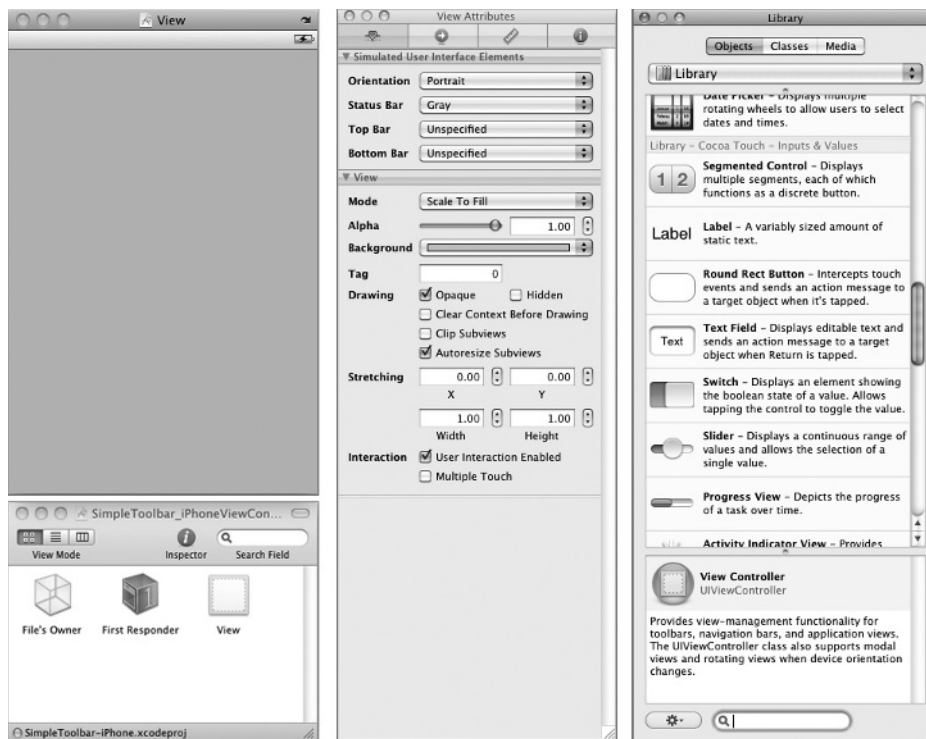 View
SimpleToolbar_iPhoneViewCon...
View Mode
Inspector
Search Field
File's Owner
First Responder
View
SimpleToolbar-iPhone.xcodeproj
View Attributes
Simulated User Interface Elements
Orientation Portrait
Status Bar Gray
Top Bar Unspecified
Bottom Bar Unspecified
View
Mode Scale To Fill
Alpha 1.00
Background
Tag 0
Drawing Opaque Hidden
Clear Context Before Drawing
Clip Subviews
Autoresize Subviews
Stretching 0.00 0.00
X Y
1.00 1.00
Width Height
Interaction User Interaction Enabled
Multiple Touch
Library
Objects Classes Media
Library
Date Picker - Displays multiple
rotating wheels to allow users to select
dates and times.
Library - Cocoa Touch - Inputs & Values
1 2
Segmented Control - Displays
multiple segments, each of which
functions as a discrete button.
Label
Label - A variably sized amount of
static text.
Round Rect Button - Intercepts touch
events and sends an action message to
a target object when it's tapped.
Text
Text Field - Displays editable text and
sends an action message to a target
object when Return is tapped.
Switch - Displays an element showing
the boolean state of a value. Allows
tapping the control to toggle the value.
Slider - Displays a continuous range of
values and allows the selection of a
single value.
Progress View - Depicts the progress
of a task over time.
Activity Indicator View - Provides
View Controller
UIViewController
Provides view-management functionality for
toolbars, navigation bars, and application views.
The UIViewController class also supports modal
views and rotating views when device orientation
changes.